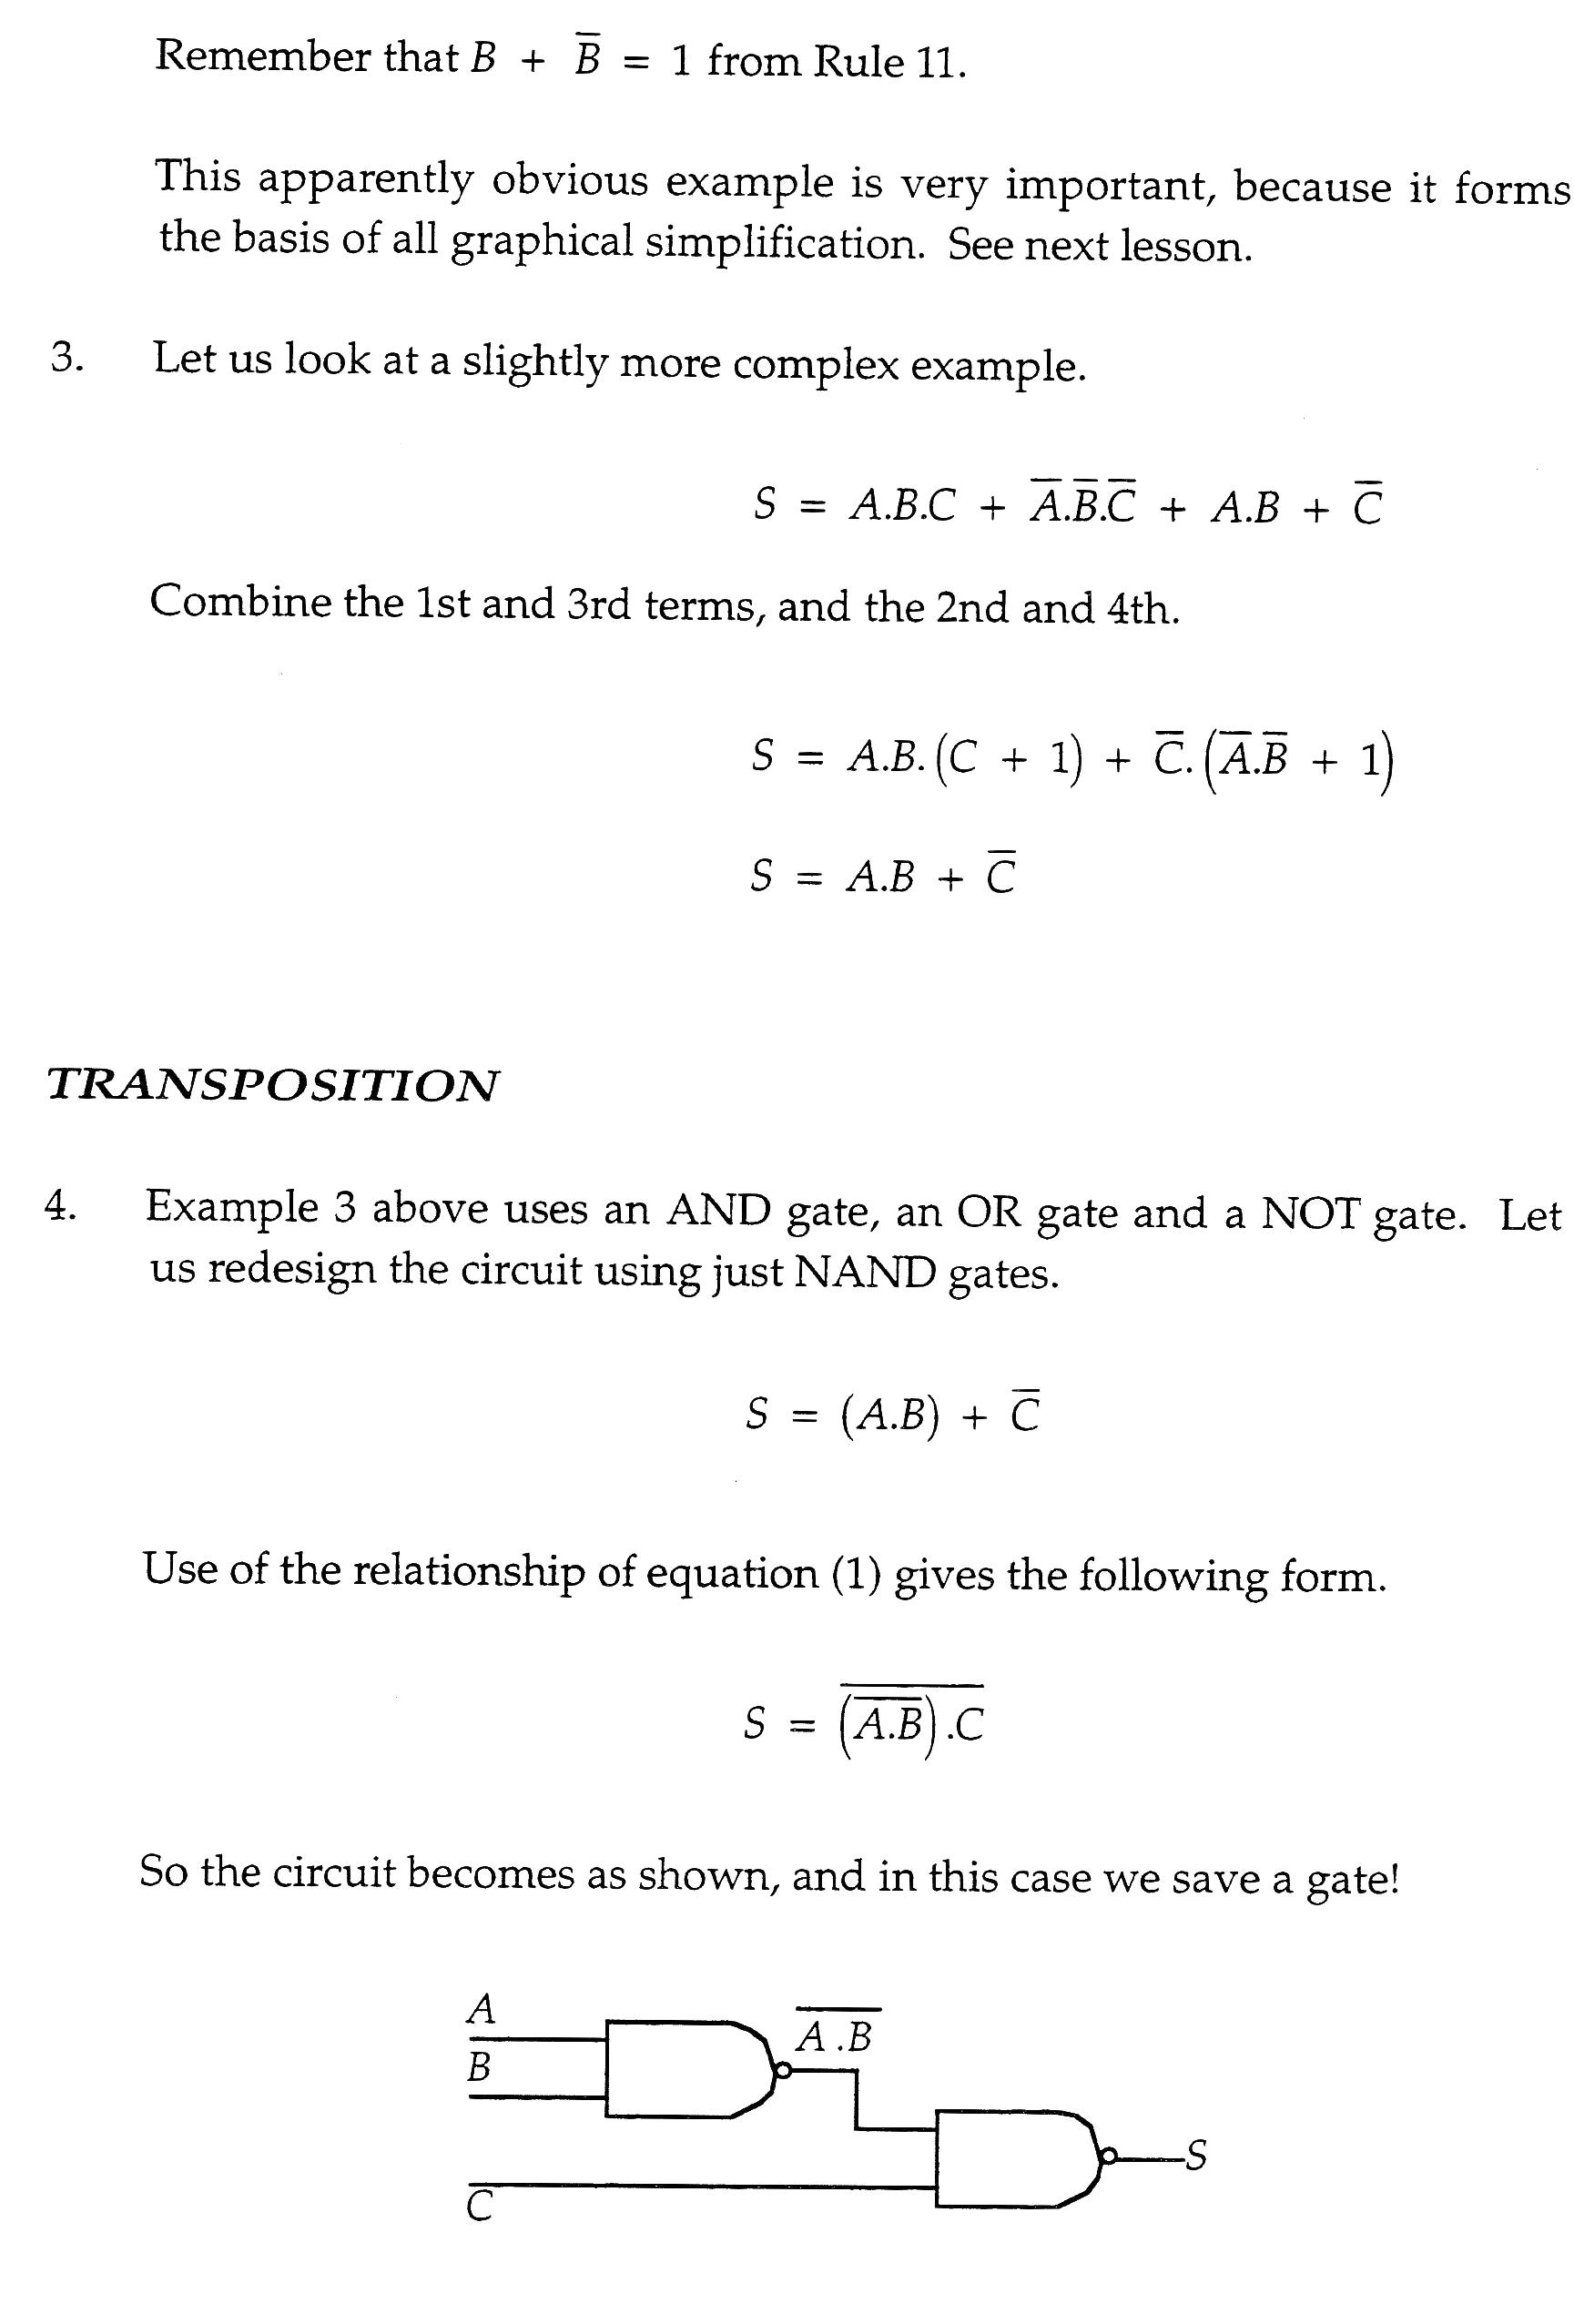 Remember that B + B̅ = 1 from Rule 11.
This apparently obvious example is very important, because it forms
the basis of all graphical simplification. See next lesson.
3. Let us look at a slightly more complex example.
S = A.B.C + A̅.B̅.C̅ + A.B + C̅
Combine the 1st and 3rd terms, and the 2nd and 4th.
S = A.B.(C + 1) + C̅.(A̅.B̅ + 1)
S = A.B + C̅
TRANSPOSITION
4. Example 3 above uses an AND gate, an OR gate and a NOT gate. Let
us redesign the circuit using just NAND gates.
S = (A.B) + C̅
Use of the relationship of equation (1) gives the following form.
S = \overline{(\overline{A.B}).C}
So the circuit becomes as shown, and in this case we save a gate!
A
\overline{A.B}
B
S
C